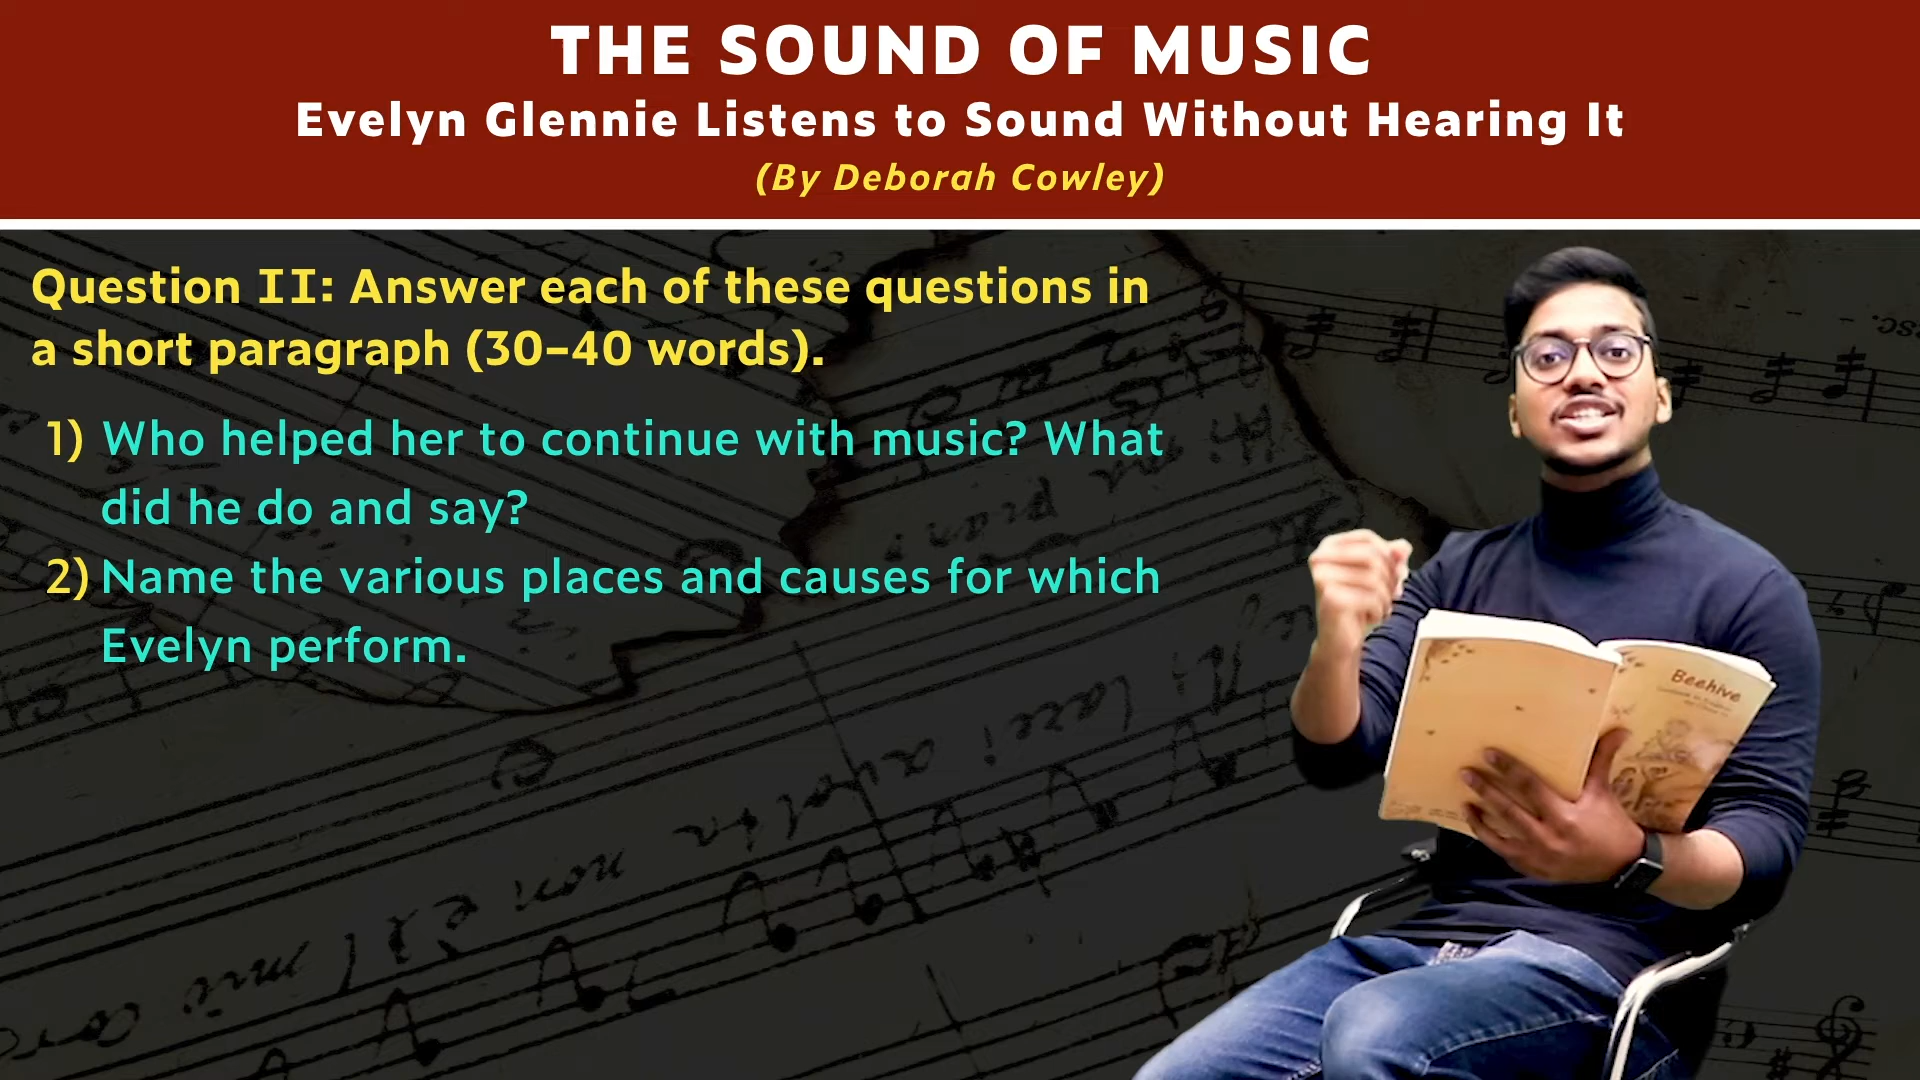 THE SOUND OF MUSIC
Evelyn Glennie Listens to Sound Without Hearing It
(By Deborah Cowley)
Question II: Answer each of these questions in
a short paragraph (30–40 words).
1) Who helped her to continue with music? What
did he do and say?
2) Name the various places and causes for which
Evelyn perform.
Beehive